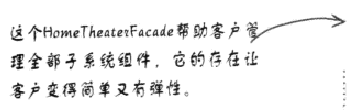 这个HomeTheaterFacade帮助客户管
理全部子系统组件，它的存在让
客户变得简单又有弹性。